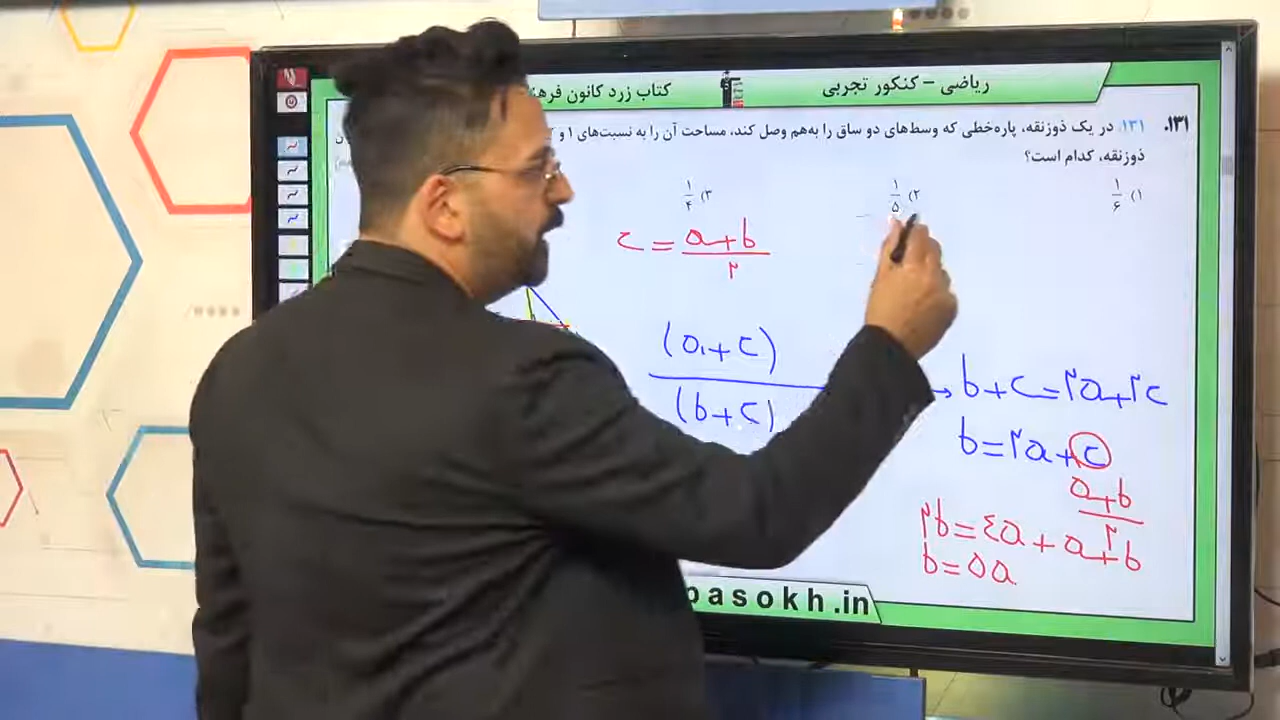 ریاضی – کنکور تجربی
کتاب زرد کانون
۱۳۱. ۱۳۱. در یک ذوزنقه، پاره‌خطی که وسط‌های دو ساق را به‌هم وصل کند، مساحت آن را به نسبت‌های ۱ و
ذوزنقه، کدام است؟
۱) ۱/۶
۲) ۱/۵
۳) ۱/۴
c = (a+b)/۲
(a+c)
(b+c)
b+c=۲a+۲c
b=۲a+c
(a+b)/۲
۲b=۴a+a+b
b=۵a
pasokh.in